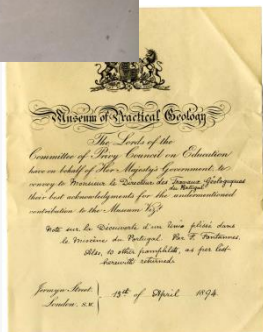 Museum of Practical Geology
The Lords of the
Committee of Privy Council on Education
have on behalf of Her Majesty's Government, to
convey to Monsieur le Directeur des Travaux Géologiques
du Portugal
their best acknowledgments for the undermentioned
contribution to the Museum Viz.
Note sur la Découverte d'un Unio plissé dans
le Miocène du Portugal. Par F. Fontannes.
Also, 10 other pamphlets, as per list
herewith returned
Jermyn Street,
London. S.W.
13th of April 1894